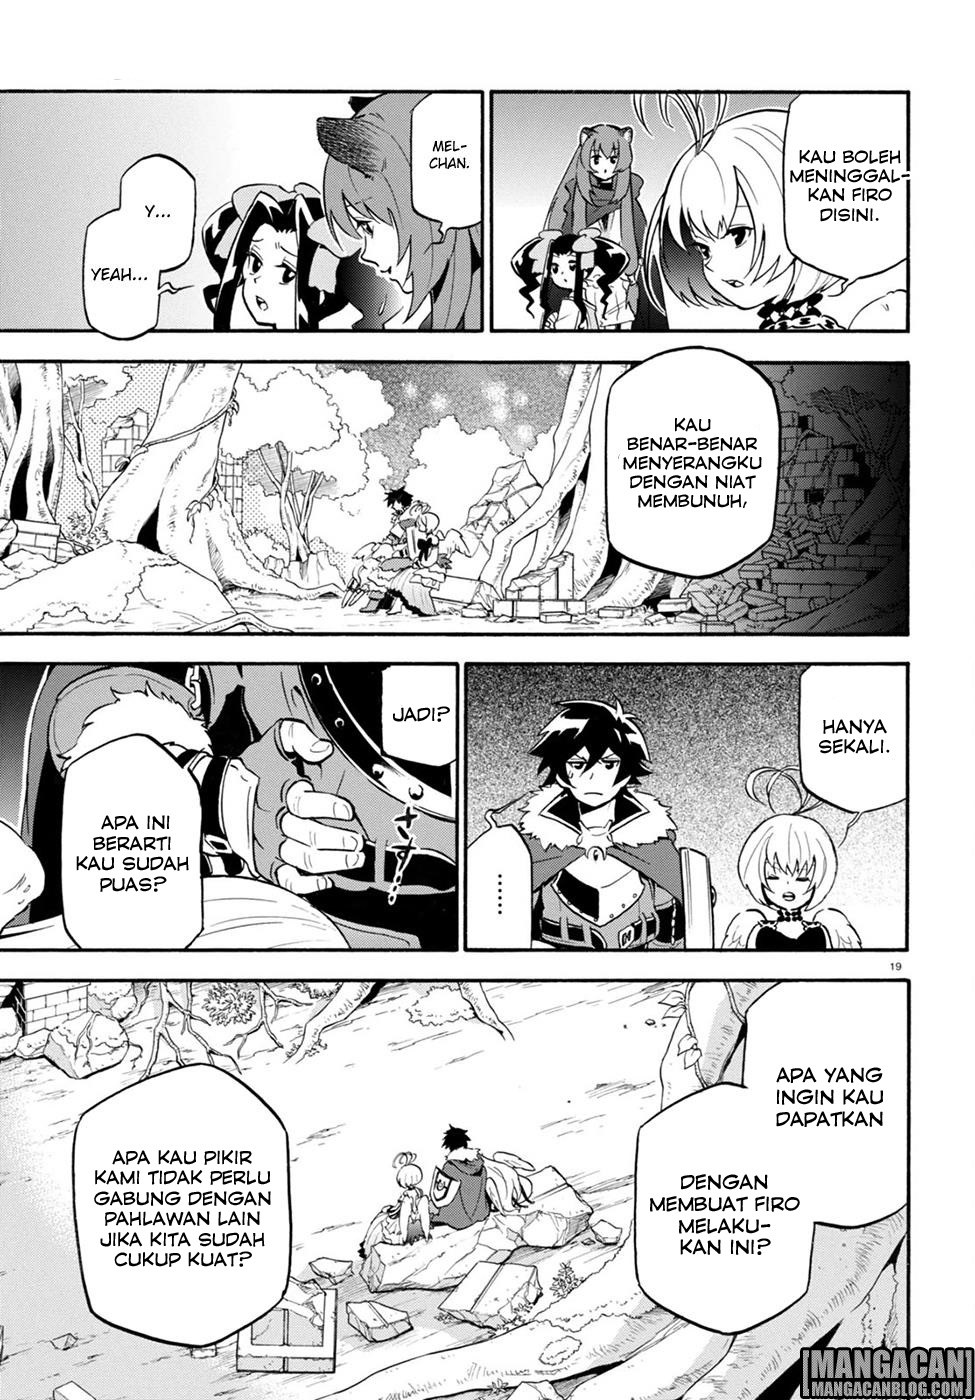 KAU BOLEH
MENINGGAL-
KAN FIRO
DISINI.
MEL-
CHAN.
Y...
YEAH...
KAU
BENAR-BENAR
MENYERANGKU
DENGAN NIAT
MEMBUNUH,
HANYA
SEKALI.
......
JADI?
さす…
APA INI
BERARTI
KAU SUDAH
PUAS?
19
APA YANG
INGIN KAU
DAPATKAN
DENGAN
MEMBUAT FIRO
MELAKU-
KAN INI?
APA KAU PIKIR
KAMI TIDAK PERLU
GABUNG DENGAN
PAHLAWAN LAIN
JIKA KITA SUDAH
CUKUP KUAT?
[MANGACAN]
MANGACANBLOG.COM